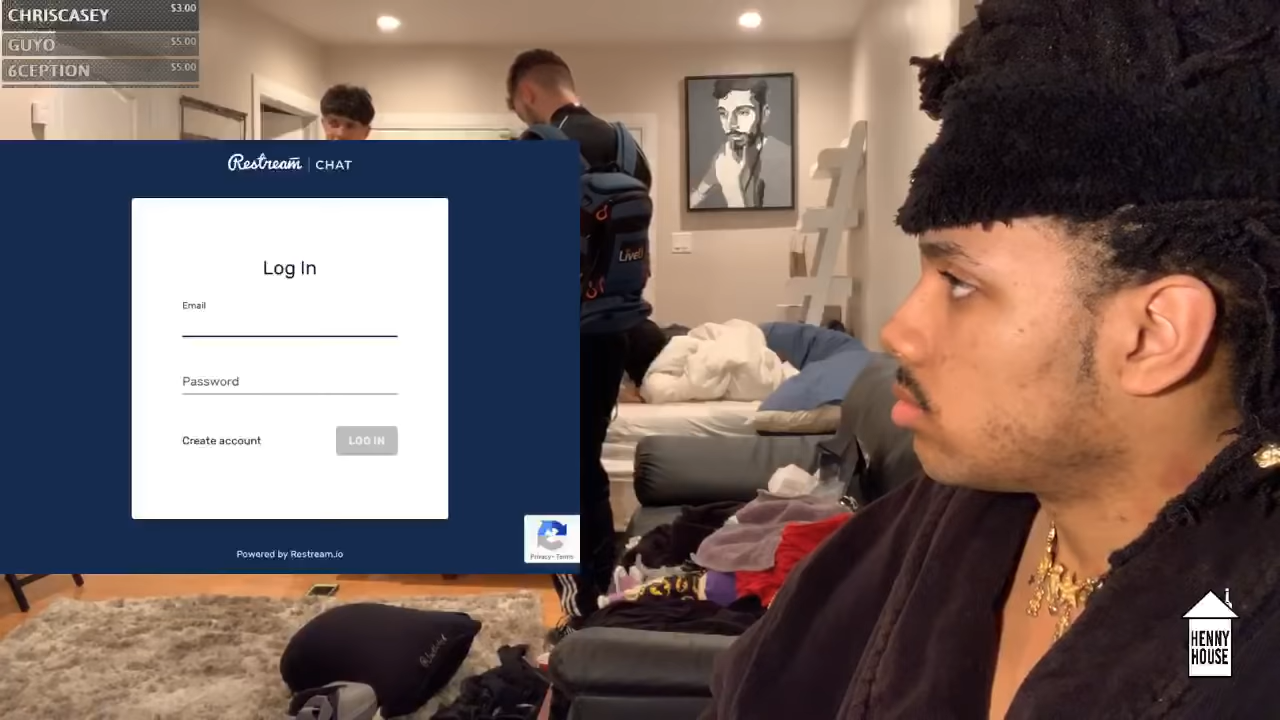 CHRISCASEY $3.00
GUYO $5.00
6CEPTION $5.00
Restream CHAT
Log In
Email
Password
Create account LOG IN
Powered by Restream.io
Privacy - Terms
LiveU
HENNY
HOUSE